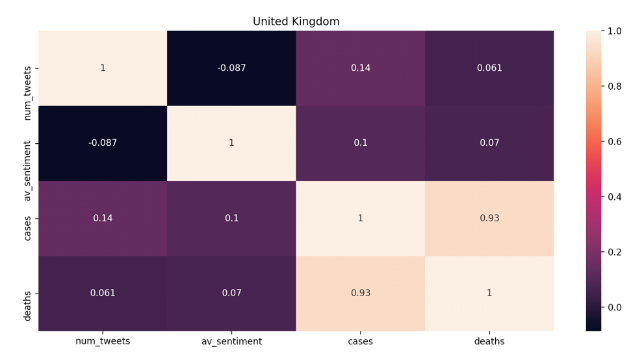 United Kingdom
num_tweets 1 -0.087 0.14 0.061
av_sentiment -0.087 1 0.1 0.07
cases 0.14 0.1 1 0.93
deaths 0.061 0.07 0.93 1
num_tweets av_sentiment cases deaths
1.0
0.8
0.6
0.4
0.2
0.0